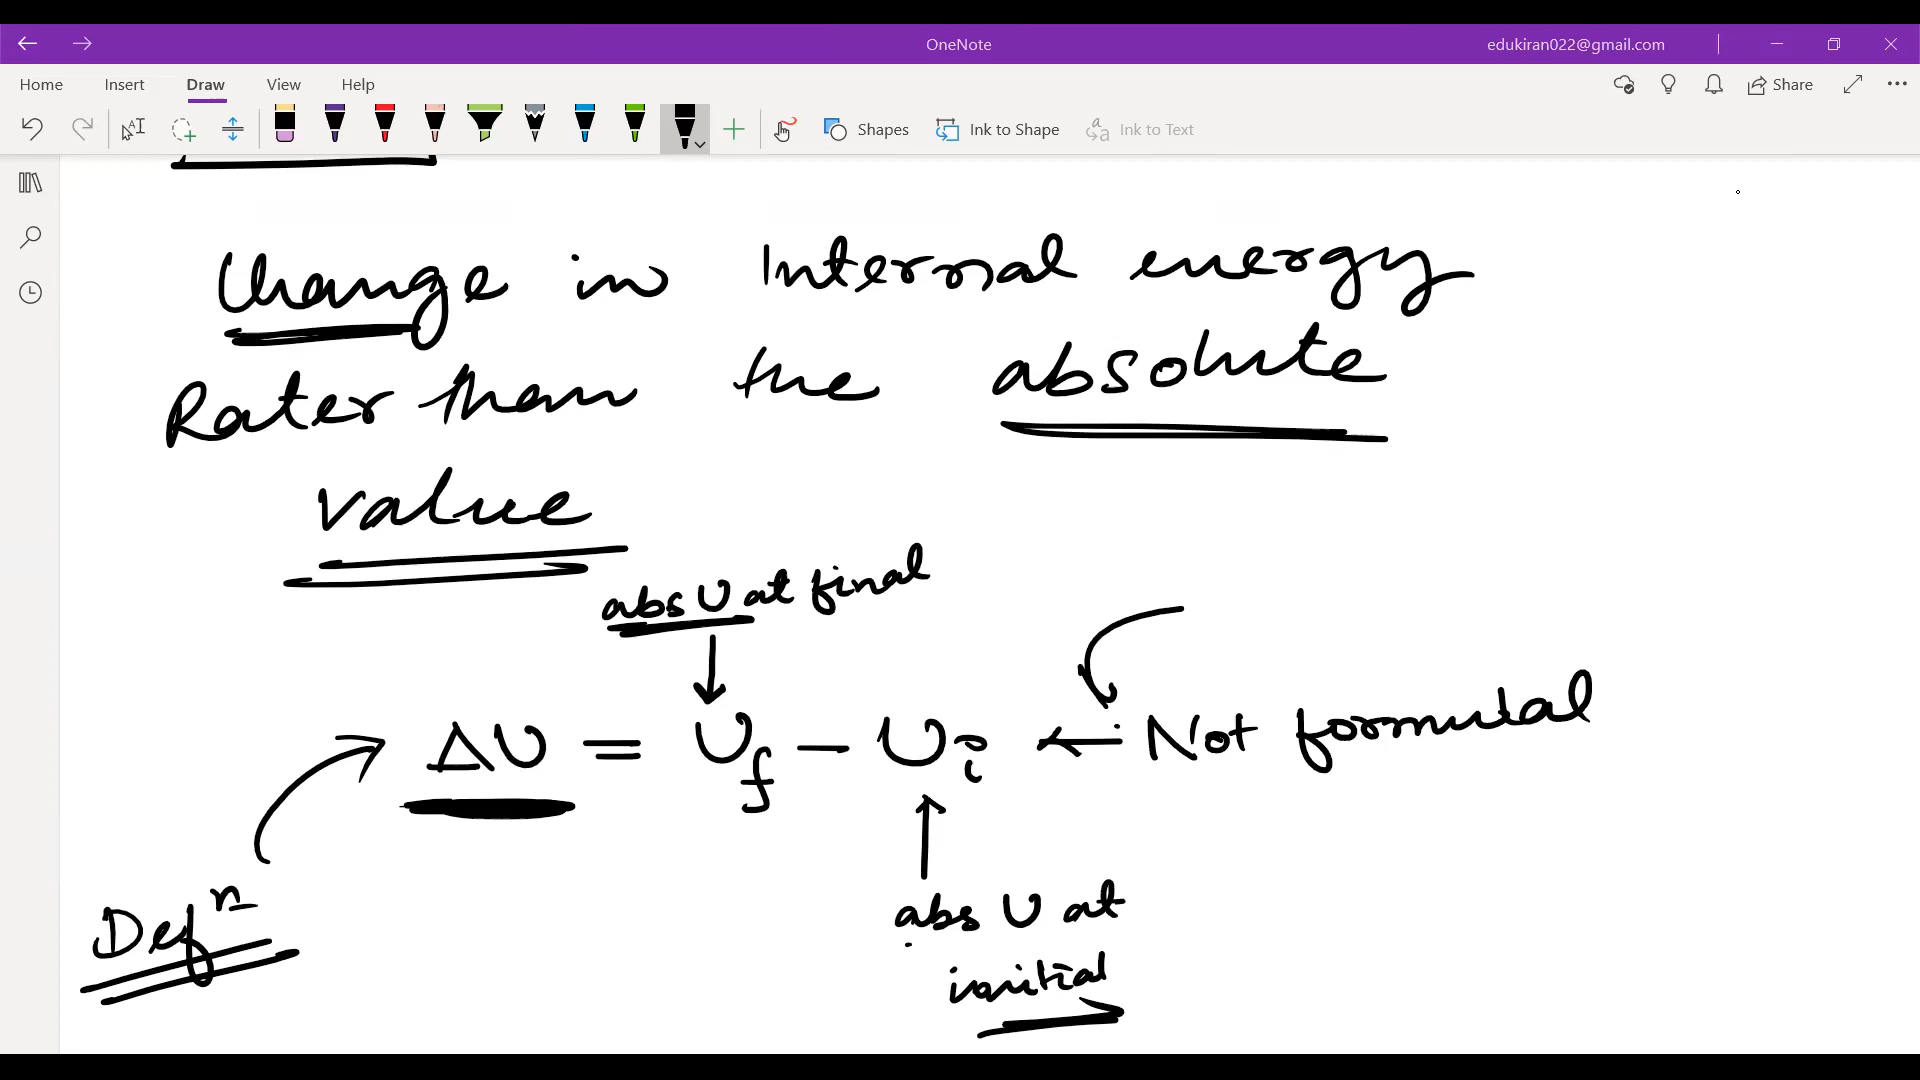 OneNote
edukiran022@gmail.com
Home Insert Draw View Help
Share
Shapes Ink to Shape Ink to Text
Change in Internal energy
Rater than the absolute
value
abs U at final
ΔU = Uf - Ui ← Not formulal
Defn
abs U at
initial